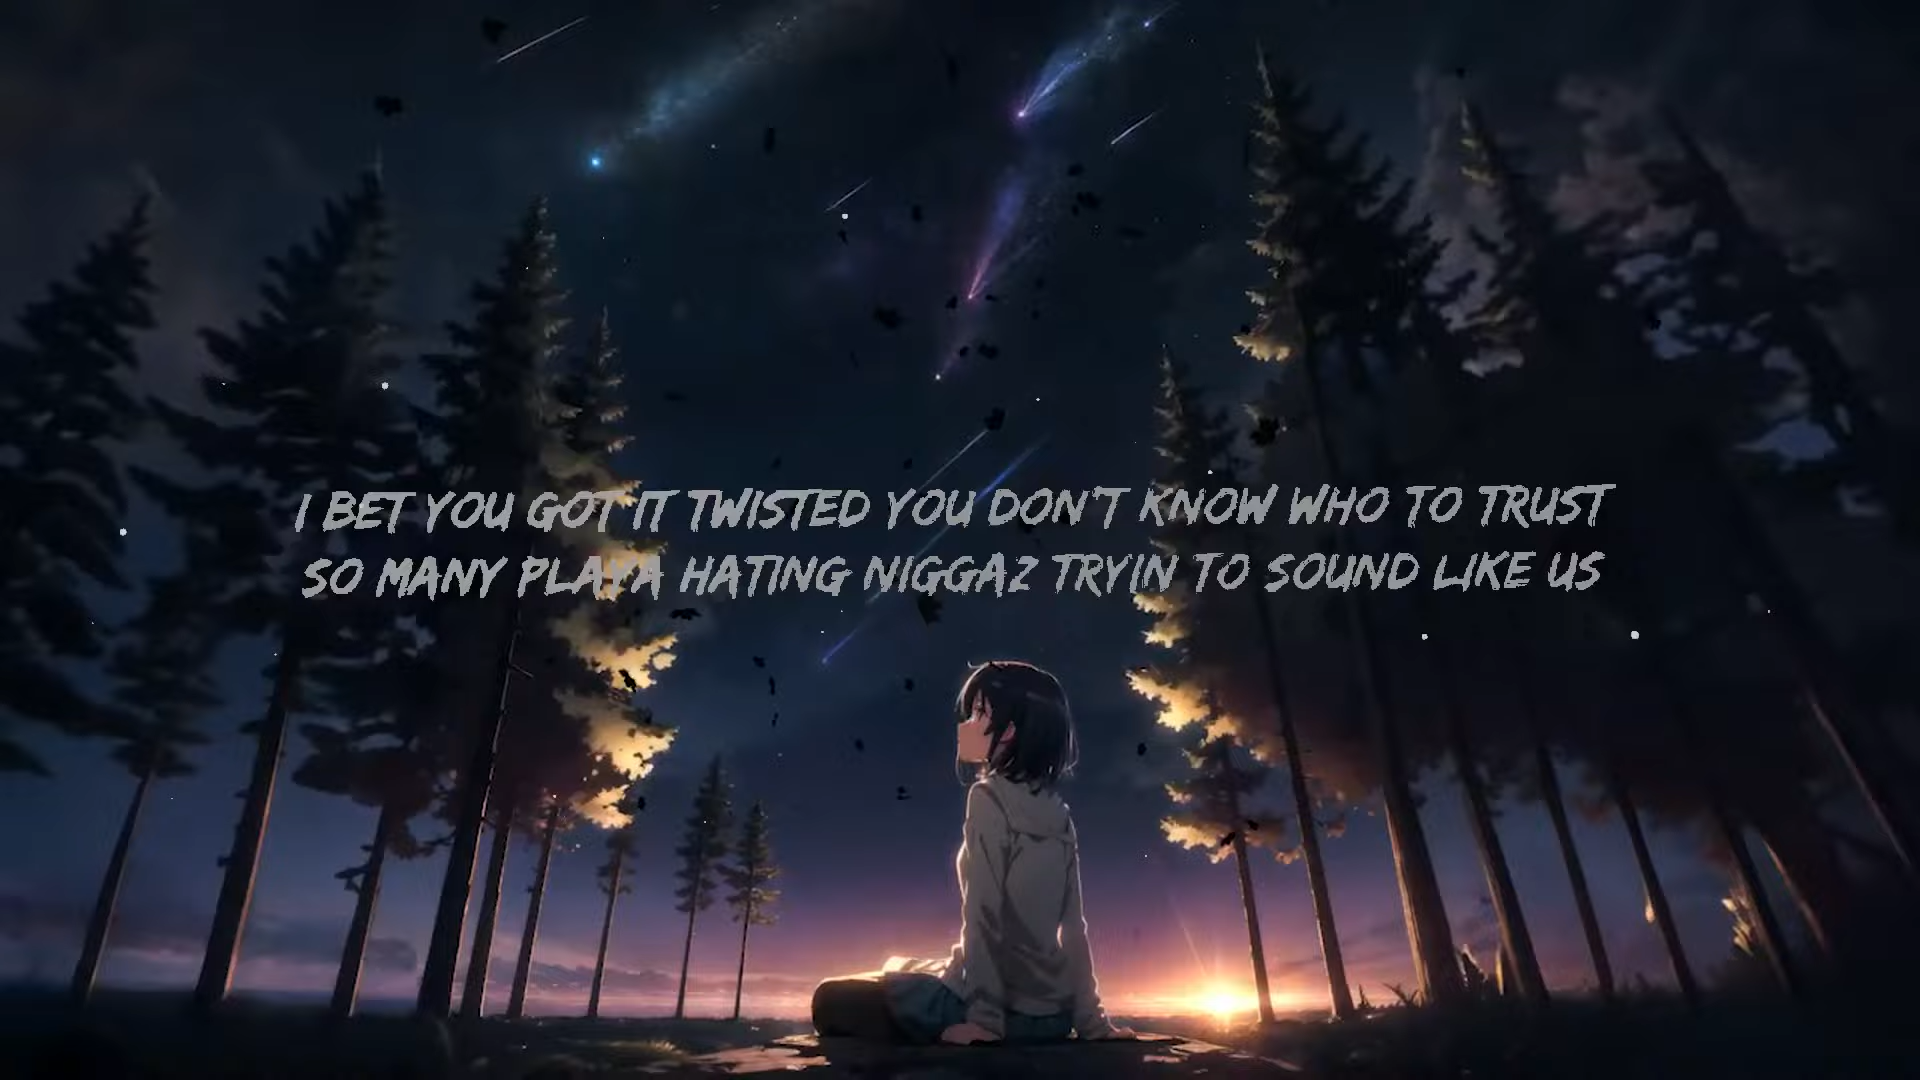 I BET YOU GOT IT TWISTED YOU DON'T KNOW WHO TO TRUST
SO MANY PLAYA HATING NIGGAZ TRYIN TO SOUND LIKE US